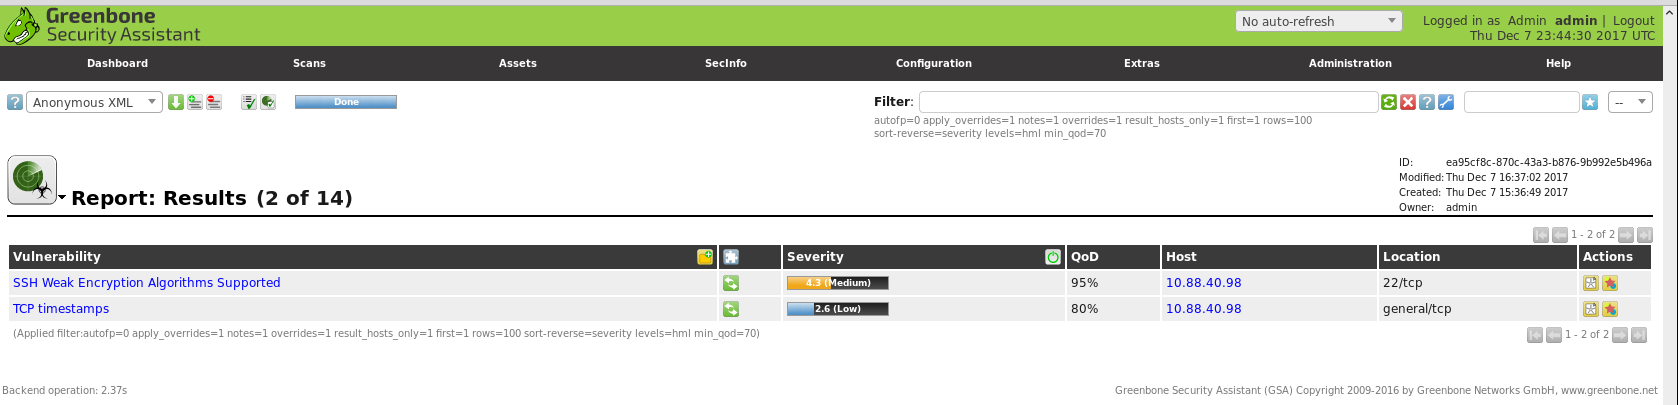 Greenbone
Security Assistant
No auto-refresh
Logged in as Admin admin | Logout
Thu Dec 7 23:44:30 2017 UTC
Dashboard Scans Assets SecInfo Configuration Extras Administration Help
Anonymous XML Done Filter: --
autofp=0 apply_overrides=1 notes=1 overrides=1 result_hosts_only=1 first=1 rows=100
sort-reverse=severity levels=hml min_qod=70
ID: ea95cf8c-870c-43a3-b876-9b992e5b496a
Modified: Thu Dec 7 16:37:02 2017
Created: Thu Dec 7 15:36:49 2017
Owner: admin
Report: Results (2 of 14)
1 - 2 of 2
Vulnerability Severity QoD Host Location Actions
SSH Weak Encryption Algorithms Supported 4.3 (Medium) 95% 10.88.40.98 22/tcp
TCP timestamps 2.6 (Low) 80% 10.88.40.98 general/tcp
(Applied filter:autofp=0 apply_overrides=1 notes=1 overrides=1 result_hosts_only=1 first=1 rows=100 sort-reverse=severity levels=hml min_qod=70)
1 - 2 of 2
Backend operation: 2.37s
Greenbone Security Assistant (GSA) Copyright 2009-2016 by Greenbone Networks GmbH, www.greenbone.net